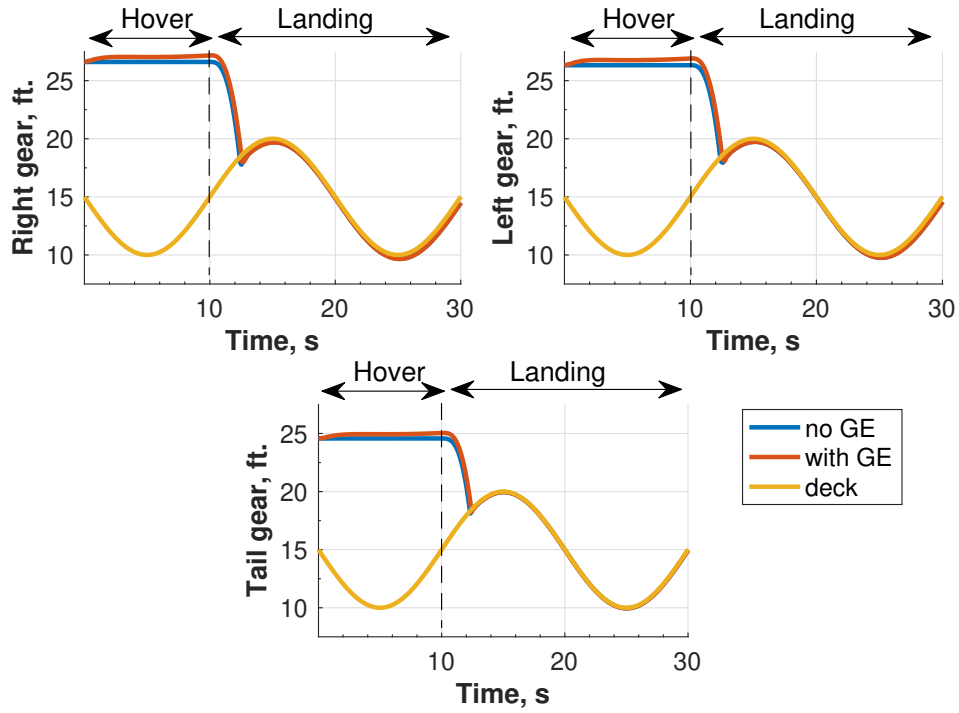 Hover Landing
Right gear, ft.
25
20
15
10
10 20 30
Time, s
Hover Landing
Left gear, ft.
25
20
15
10
10 20 30
Time, s
Hover Landing
Tail gear, ft.
25
20
15
10
10 20 30
Time, s
no GE
with GE
deck